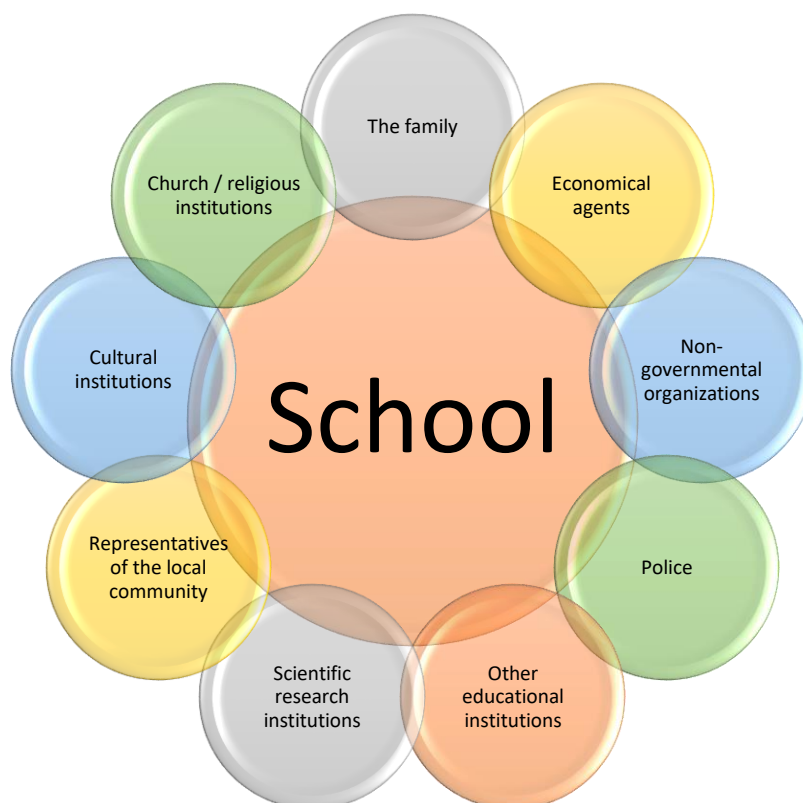 The family
Economical
agents
Non-
governmental
organizations
Police
Other
educational
institutions
Scientific
research
institutions
Representatives
of the local
community
Cultural
institutions
Church / religious
institutions
School